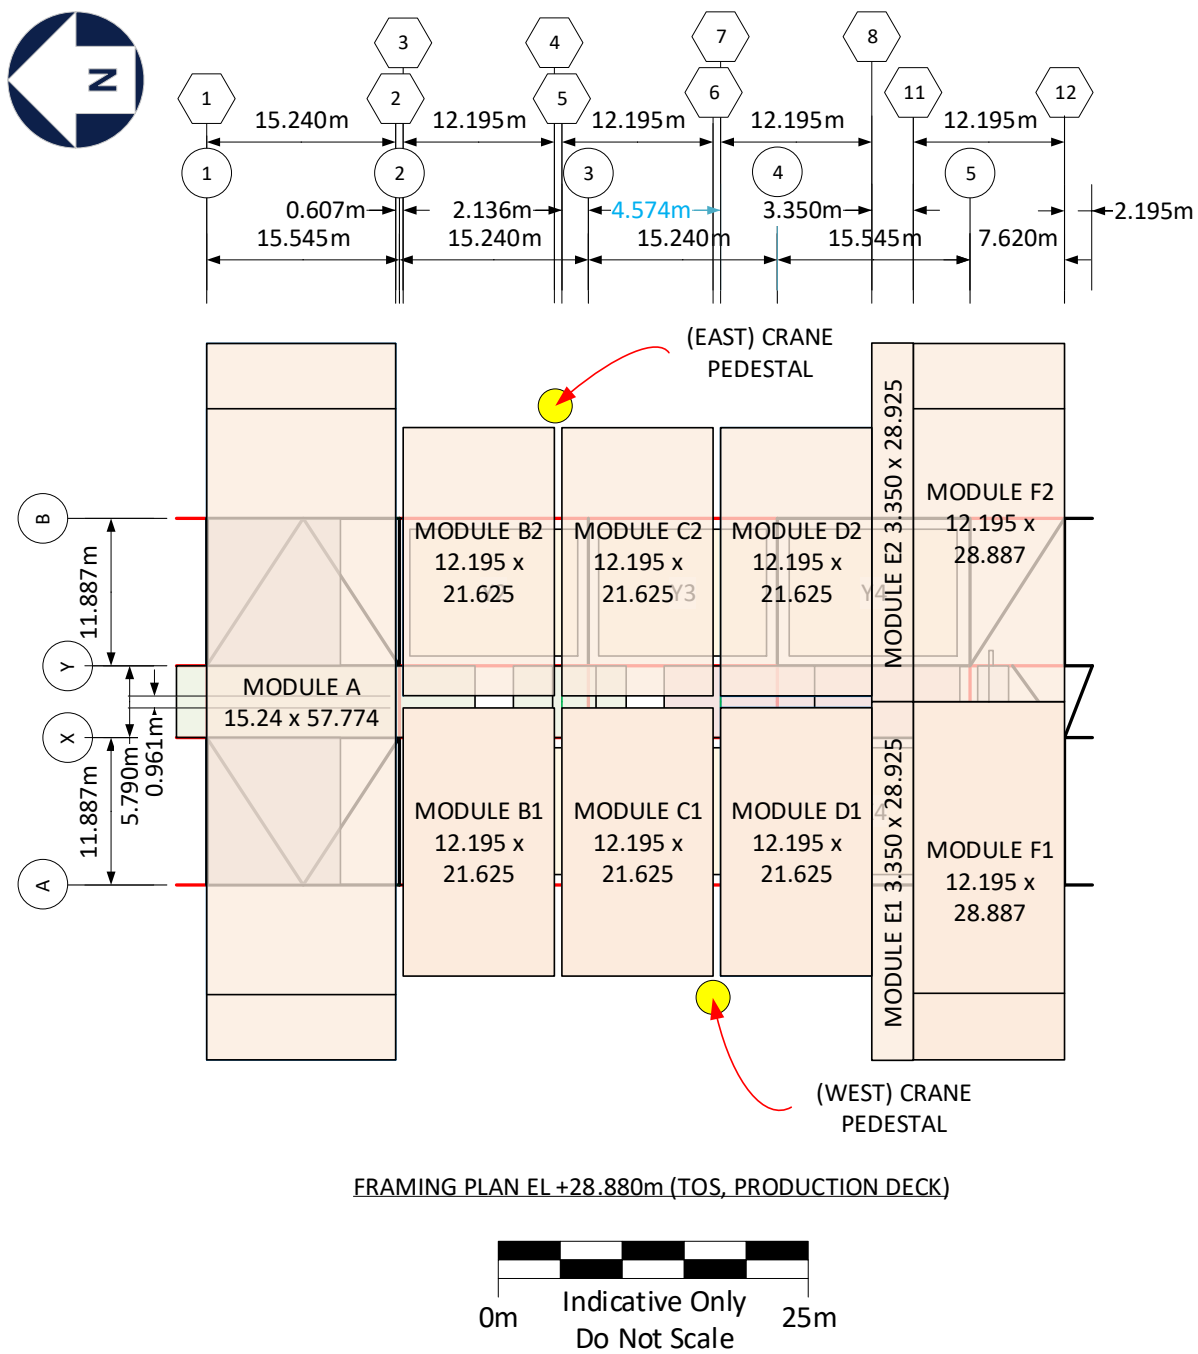 N
3
4
7
8
1
2
5
6
11
12
15.240m
12.195m
12.195m
12.195m
12.195m
1
2
3
4
5
0.607m
2.136m
4.574m
3.350m
2.195m
15.545m
15.240m
15.240m
15.545m
7.620m
(EAST) CRANE
PEDESTAL
B
Y
X
A
11.887m
5.790m
0.961m
11.887m
MODULE A
15.24 x 57.774
MODULE B2
12.195 x
21.625
MODULE C2
12.195 x
21.625
Y3
MODULE D2
12.195 x
21.625
Y4
MODULE E2 3.350 x 28.925
MODULE F2
12.195 x
28.887
MODULE B1
12.195 x
21.625
MODULE C1
12.195 x
21.625
MODULE D1
12.195 x
21.625
4
MODULE E1 3.350 x 28.925
MODULE F1
12.195 x
28.887
(WEST) CRANE
PEDESTAL
FRAMING PLAN EL +28.880m (TOS, PRODUCTION DECK)
0m
Indicative Only
Do Not Scale
25m